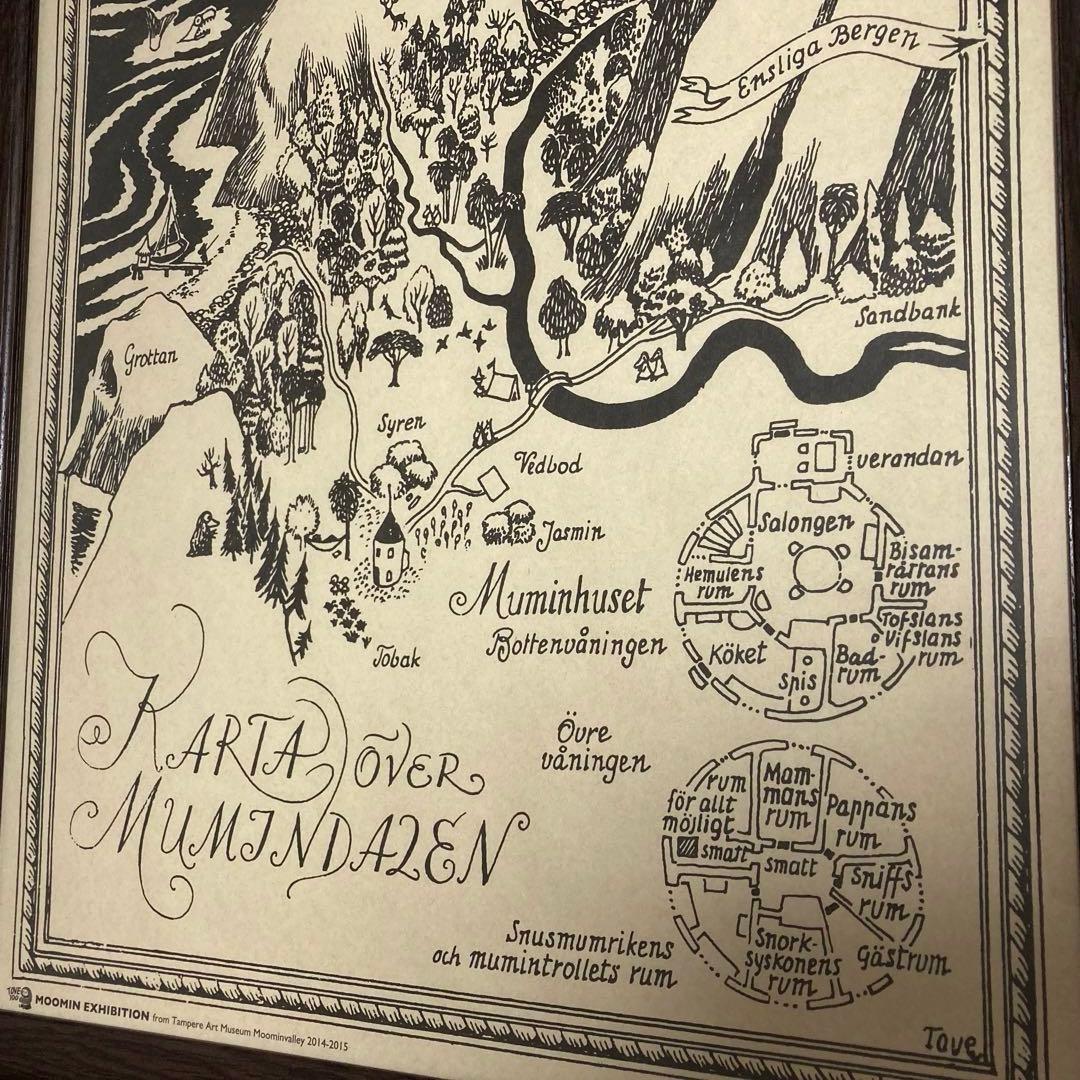 Ensliga Bergen
Sandbank
Grottan
Syren
Vedbod
Jasmin
Tobak
Muminhuset
Bottenvåningen
verandan
Salongen
Bisam-
råttans
rum
Hemulens
rum
Tofslans
Vifslans
rum
Köket
spis
Bad-
rum
KARTA ÖVER
MUMINDALEN
Övre
våningen
rum
för allt
möjligt
Mam-
mans
rum
Pappans
rum
smatt
smatt
Sniffs
rum
Snusmumrikens
och mumintrollets rum
Snork-
syskonens
rum
Gästrum
Tove
TOVE
100
MOOMIN EXHIBITION from Tampere Art Museum Moominvalley 2014-2015